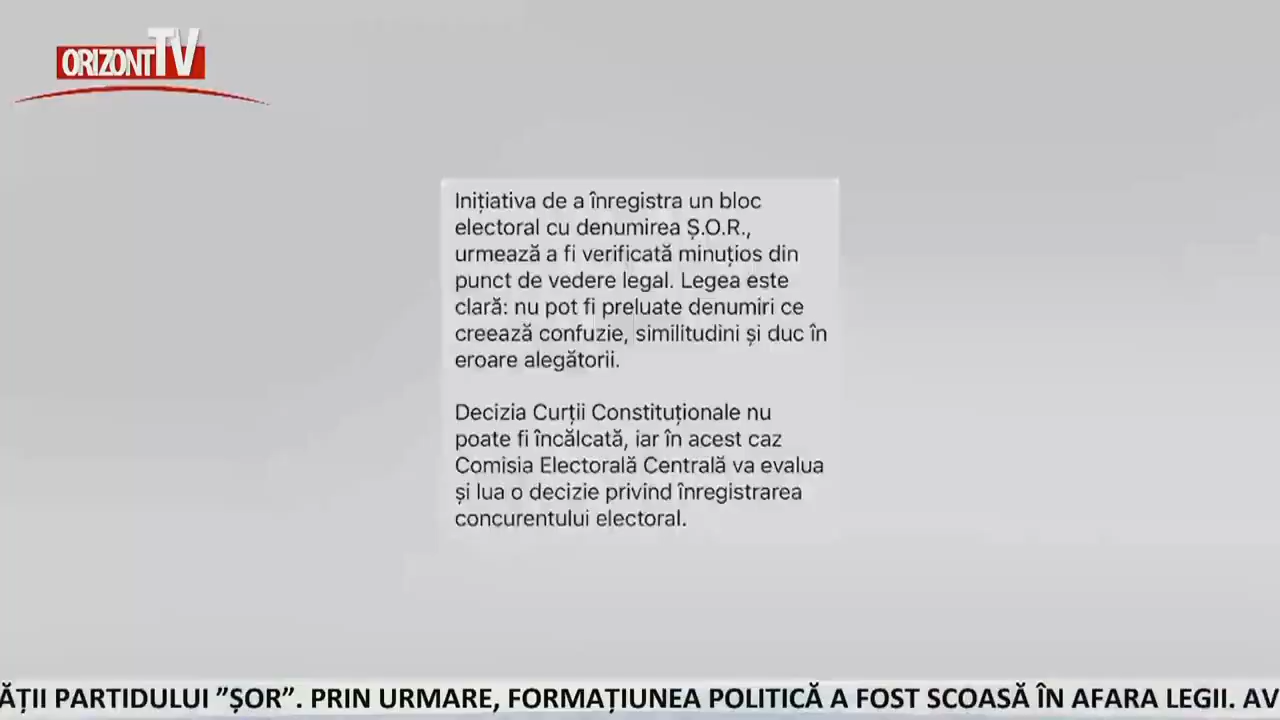 ORIZONT TV
Inițiativa de a înregistra un bloc
electoral cu denumirea Ș.O.R.,
urmează a fi verificată minuțios din
punct de vedere legal. Legea este
clară: nu pot fi preluate denumiri ce
creează confuzie, similitudini și duc în
eroare alegătorii.
Decizia Curții Constituționale nu
poate fi încălcată, iar în acest caz
Comisia Electorală Centrală va evalua
și lua o decizie privind înregistrarea
concurentului electoral.
ĂȚII PARTIDULUI ”ȘOR”. PRIN URMARE, FORMAȚIUNEA POLITICĂ A FOST SCOASĂ ÎN AFARA LEGII. AV